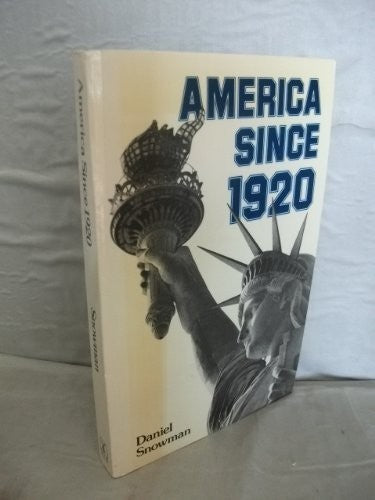 AMERICA
SINCE
1920
Daniel
Snowman
America Since 1920
Snowman